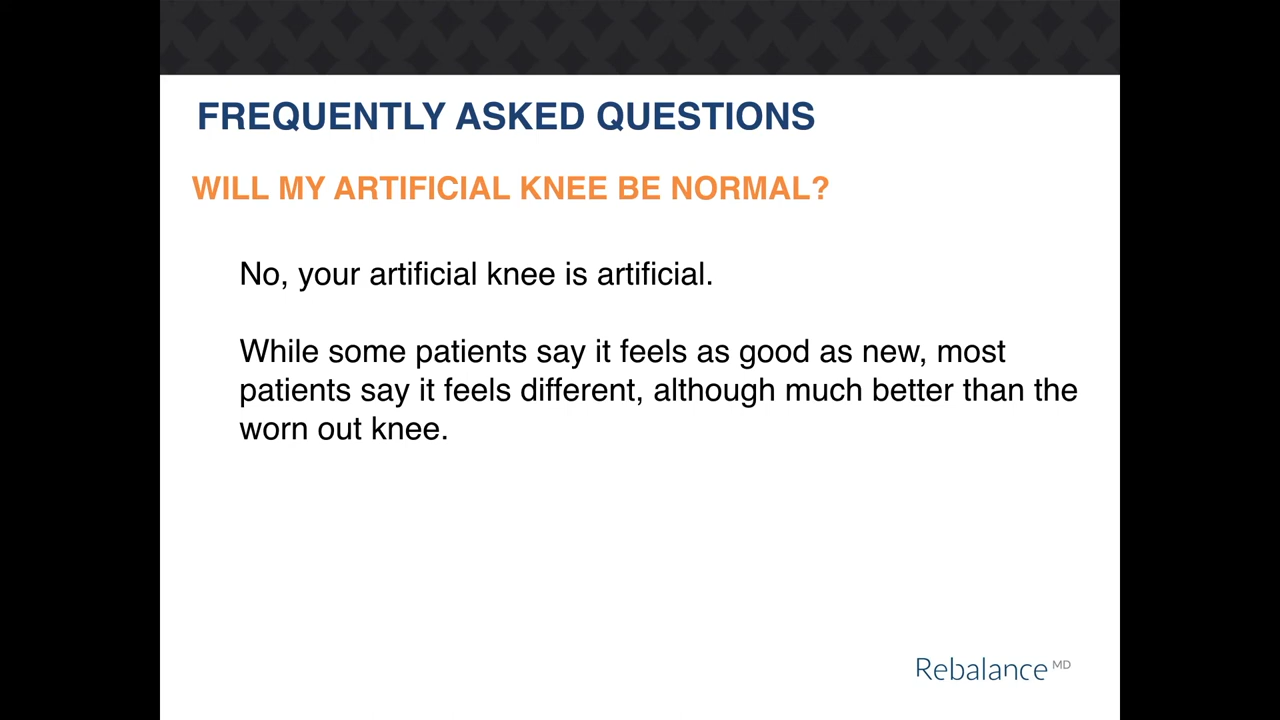 FREQUENTLY ASKED QUESTIONS
WILL MY ARTIFICIAL KNEE BE NORMAL?
No, your artificial knee is artificial.
While some patients say it feels as good as new, most
patients say it feels different, although much better than the
worn out knee.
Rebalance MD